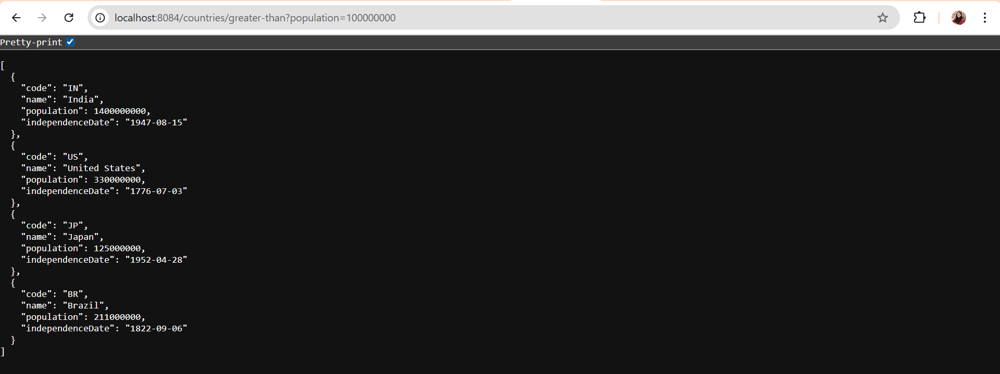 localhost:8084/countries/greater-than?population=100000000
Pretty-print
[
  {
    "code": "IN",
    "name": "India",
    "population": 1400000000,
    "independenceDate": "1947-08-15"
  },
  {
    "code": "US",
    "name": "United States",
    "population": 330000000,
    "independenceDate": "1776-07-03"
  },
  {
    "code": "JP",
    "name": "Japan",
    "population": 125000000,
    "independenceDate": "1952-04-28"
  },
  {
    "code": "BR",
    "name": "Brazil",
    "population": 211000000,
    "independenceDate": "1822-09-06"
  }
]